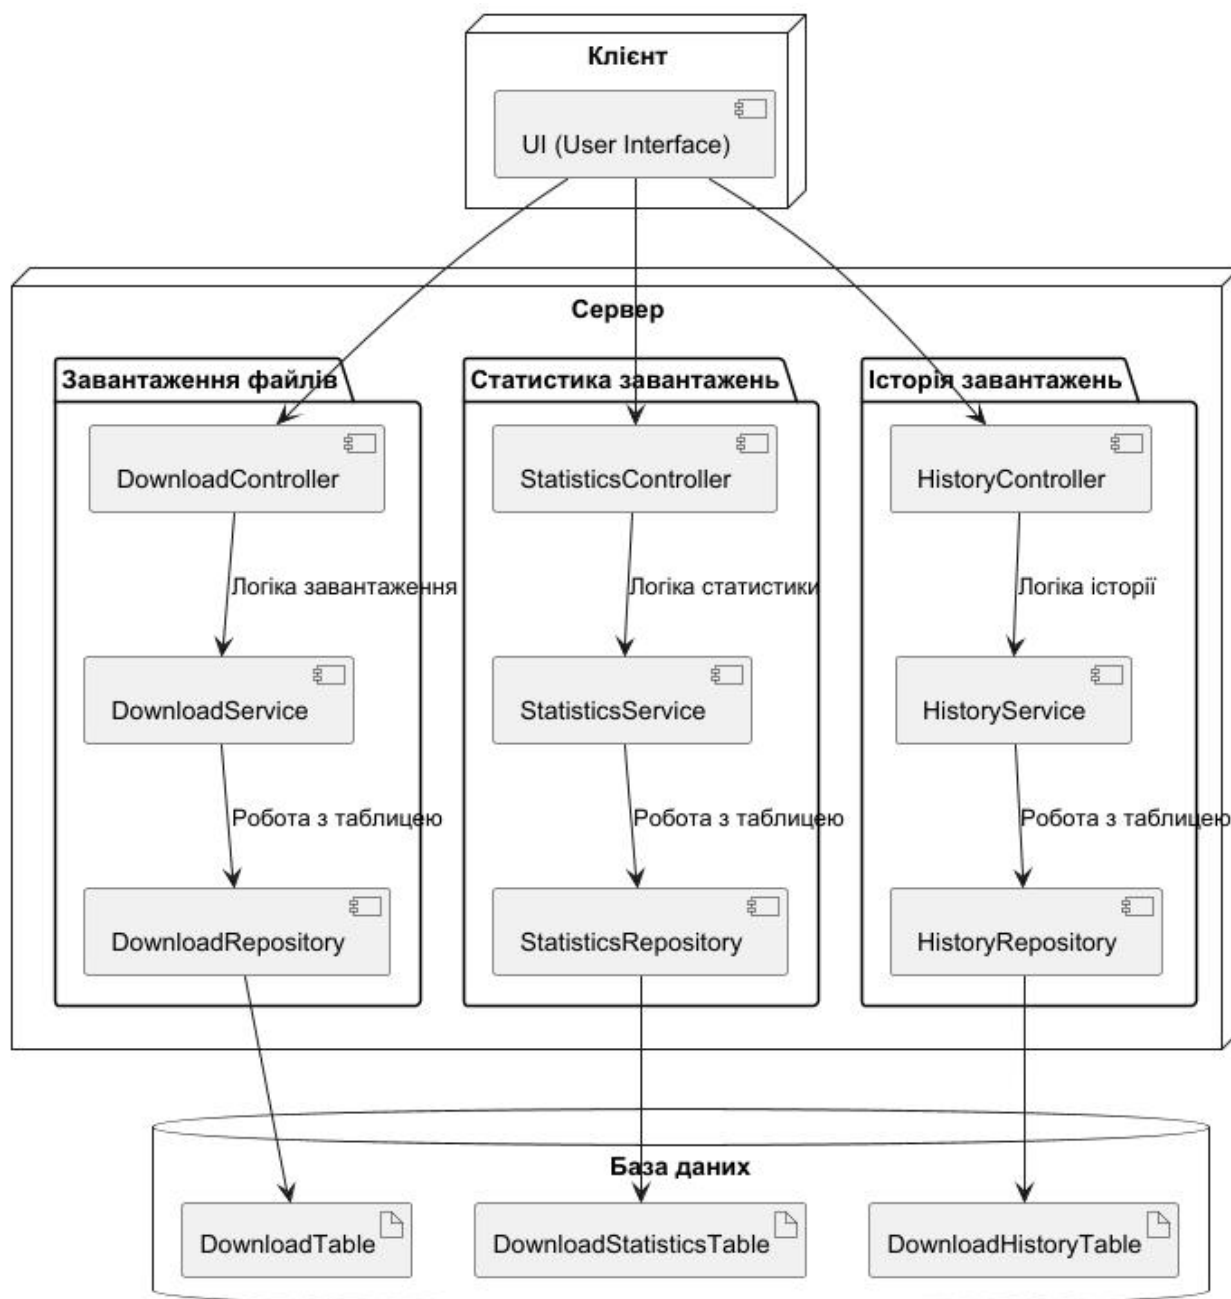 Клієнт
UI (User Interface)
Сервер
Завантаження файлів
Статистика завантажень
Історія завантажень
DownloadController
StatisticsController
HistoryController
Логіка завантаження
Логіка статистики
Логіка історії
DownloadService
StatisticsService
HistoryService
Робота з таблицею
Робота з таблицею
Робота з таблицею
DownloadRepository
StatisticsRepository
HistoryRepository
База даних
DownloadTable
DownloadStatisticsTable
DownloadHistoryTable